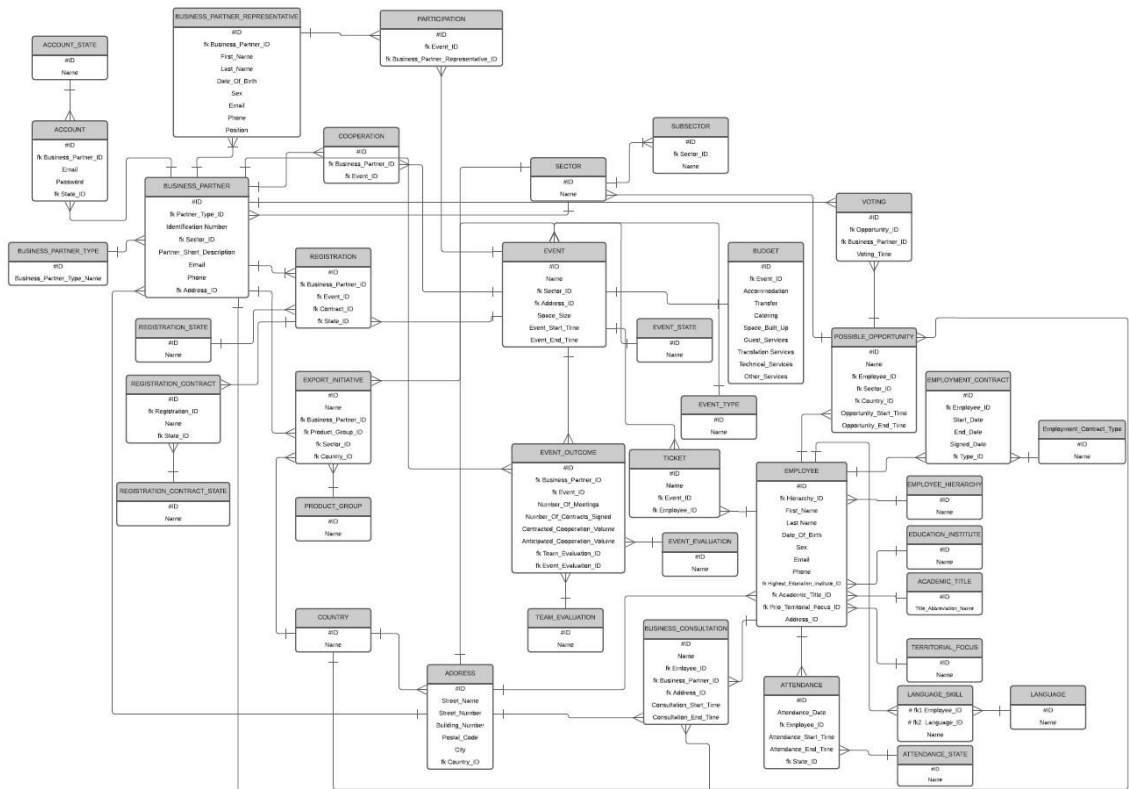 BUSINESS_PARTNER_REPRESENTATIVE
#ID
fk Business_Partner_ID
First_Name
Last_Name
Date_Of_Birth
Sex
Email
Phone
Position
PARTICIPATION
#ID
fk Event_ID
fk Business_Partner_Representative_ID
ACCOUNT_STATE
#ID
Name
ACCOUNT
#ID
fk Business_Partner_ID
Email
Password
fk State_ID
COOPERATION
#ID
fk Business_Partner_ID
fk Event_ID
SUBSECTOR
#ID
fk Sector_ID
Name
SECTOR
#ID
Name
BUSINESS_PARTNER
#ID
fk Partner_Type_ID
Identification Number
fk Sector_ID
Partner_Short_Description
Email
Phone
fk Address_ID
VOTING
#ID
fk Opportunity_ID
fk Business_Partner_ID
Voting_Time
BUSINESS_PARTNER_TYPE
#ID
Business_Partner_Type_Name
REGISTRATION
#ID
fk Business_Partner_ID
fk Event_ID
fk Contract_ID
fk State_ID
EVENT
#ID
Name
fk Sector_ID
fk Address_ID
Space_Size
Event_Start_Time
Event_End_Time
BUDGET
#ID
fk Event_ID
Accommodation
Transfer
Catering
Space_Built_Up
Guest_Services
Translation_Services
Technical_Services
Other_Services
REGISTRATION_STATE
#ID
Name
EVENT_STATE
#ID
Name
POSSIBLE_OPPORTUNITY
#ID
Name
fk Employee_ID
fk Sector_ID
fk Country_ID
Opportunity_Start_Time
Opportunity_End_Time
REGISTRATION_CONTRACT
#ID
fk Registration_ID
Name
fk State_ID
EXPORT_INITIATIVE
#ID
Name
fk Business_Partner_ID
fk Product_Group_ID
fk Sector_ID
fk Country_ID
EVENT_TYPE
#ID
Name
EMPLOYMENT_CONTRACT
#ID
fk Employee_ID
Start_Date
End_Date
Signed_Date
fk Type_ID
Employment_Contract_Type
#ID
Name
REGISTRATION_CONTRACT_STATE
#ID
Name
PRODUCT_GROUP
#ID
Name
EVENT_OUTCOME
#ID
fk Business_Partner_ID
fk Event_ID
Number_Of_Meetings
Number_Of_Contracts_Signed
Contracted_Cooperation_Volume
Anticipated_Cooperation_Volume
fk Team_Evaluation_ID
fk Event_Evaluation_ID
TICKET
#ID
Name
fk Event_ID
fk Employee_ID
EMPLOYEE
#ID
fk Hierarchy_ID
First_Name
Last Name
Date_Of_Birth
Sex
Email
Phone
fk Highest_Education_Institute_ID
fk Academic_Title_ID
fk Prio_Territorial_Focus_ID
Address_ID
EMPLOYEE_HIERARCHY
#ID
Name
EDUCATION_INSTITUTE
#ID
Name
EVENT_EVALUATION
#ID
Name
ACADEMIC_TITLE
#ID
Title_Abbreviation_Name
TEAM_EVALUATION
#ID
Name
COUNTRY
#ID
Name
BUSINESS_CONSULTATION
#ID
Name
fk Emloyee_ID
fk Business_Partner_ID
fk Address_ID
Consultation_Start_Time
Consultation_End_Time
TERRITORIAL_FOCUS
#ID
Name
ADDRESS
#ID
Street_Name
Street_Number
Building_Number
Postal_Code
City
fk Country_ID
ATTENDANCE
#ID
Attendance_Date
fk Employee_ID
Attendance_Start_Time
Attendance_End_Time
fk State_ID
LANGUAGE_SKILL
# fk1 Employee_ID
# fk2 Language_ID
Name
LANGUAGE
#ID
Name
ATTENDANCE_STATE
#ID
Name